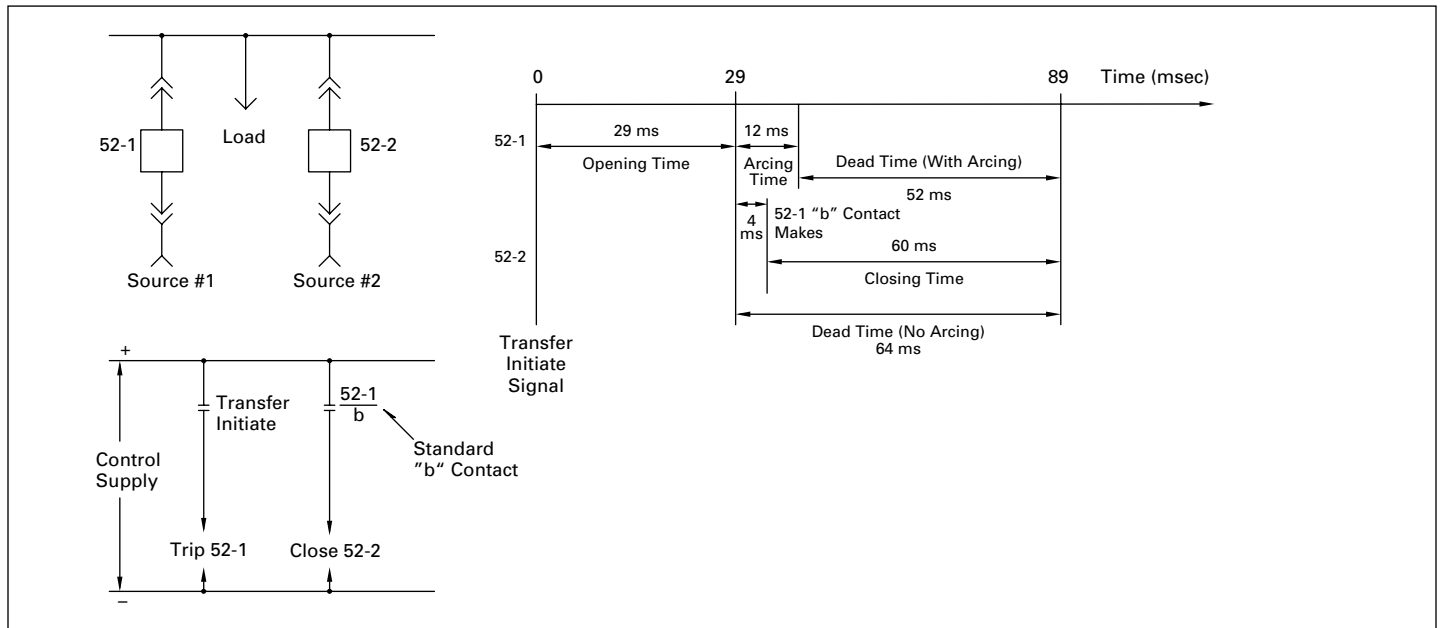 52-1
Load
52-2
Source #1
Source #2
+
Control
Supply
–
Transfer
Initiate
52-1
b
Standard
"b" Contact
Trip 52-1
Close 52-2
0
29
89
Time (msec)
52-1
29 ms
Opening Time
12 ms
Arcing
Time
Dead Time (With Arcing)
52 ms
4
ms
52-1 "b" Contact
Makes
52-2
60 ms
Closing Time
Dead Time (No Arcing)
64 ms
Transfer
Initiate
Signal